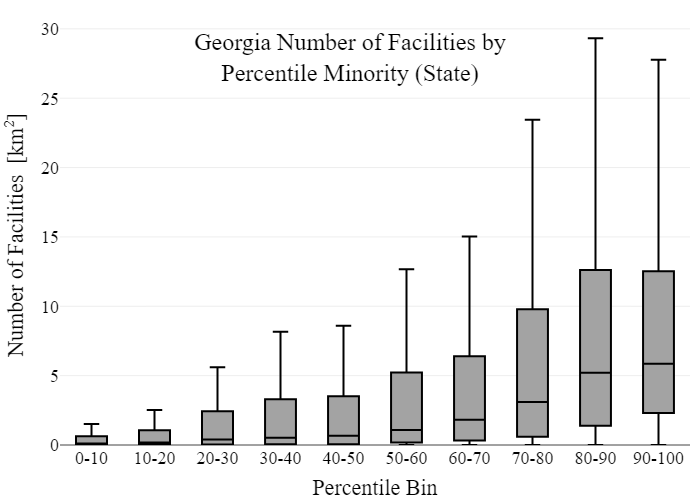 Georgia Number of Facilities by
Percentile Minority (State)
Number of Facilities [km²]
30
25
20
15
10
5
0
0-10 10-20 20-30 30-40 40-50 50-60 60-70 70-80 80-90 90-100
Percentile Bin